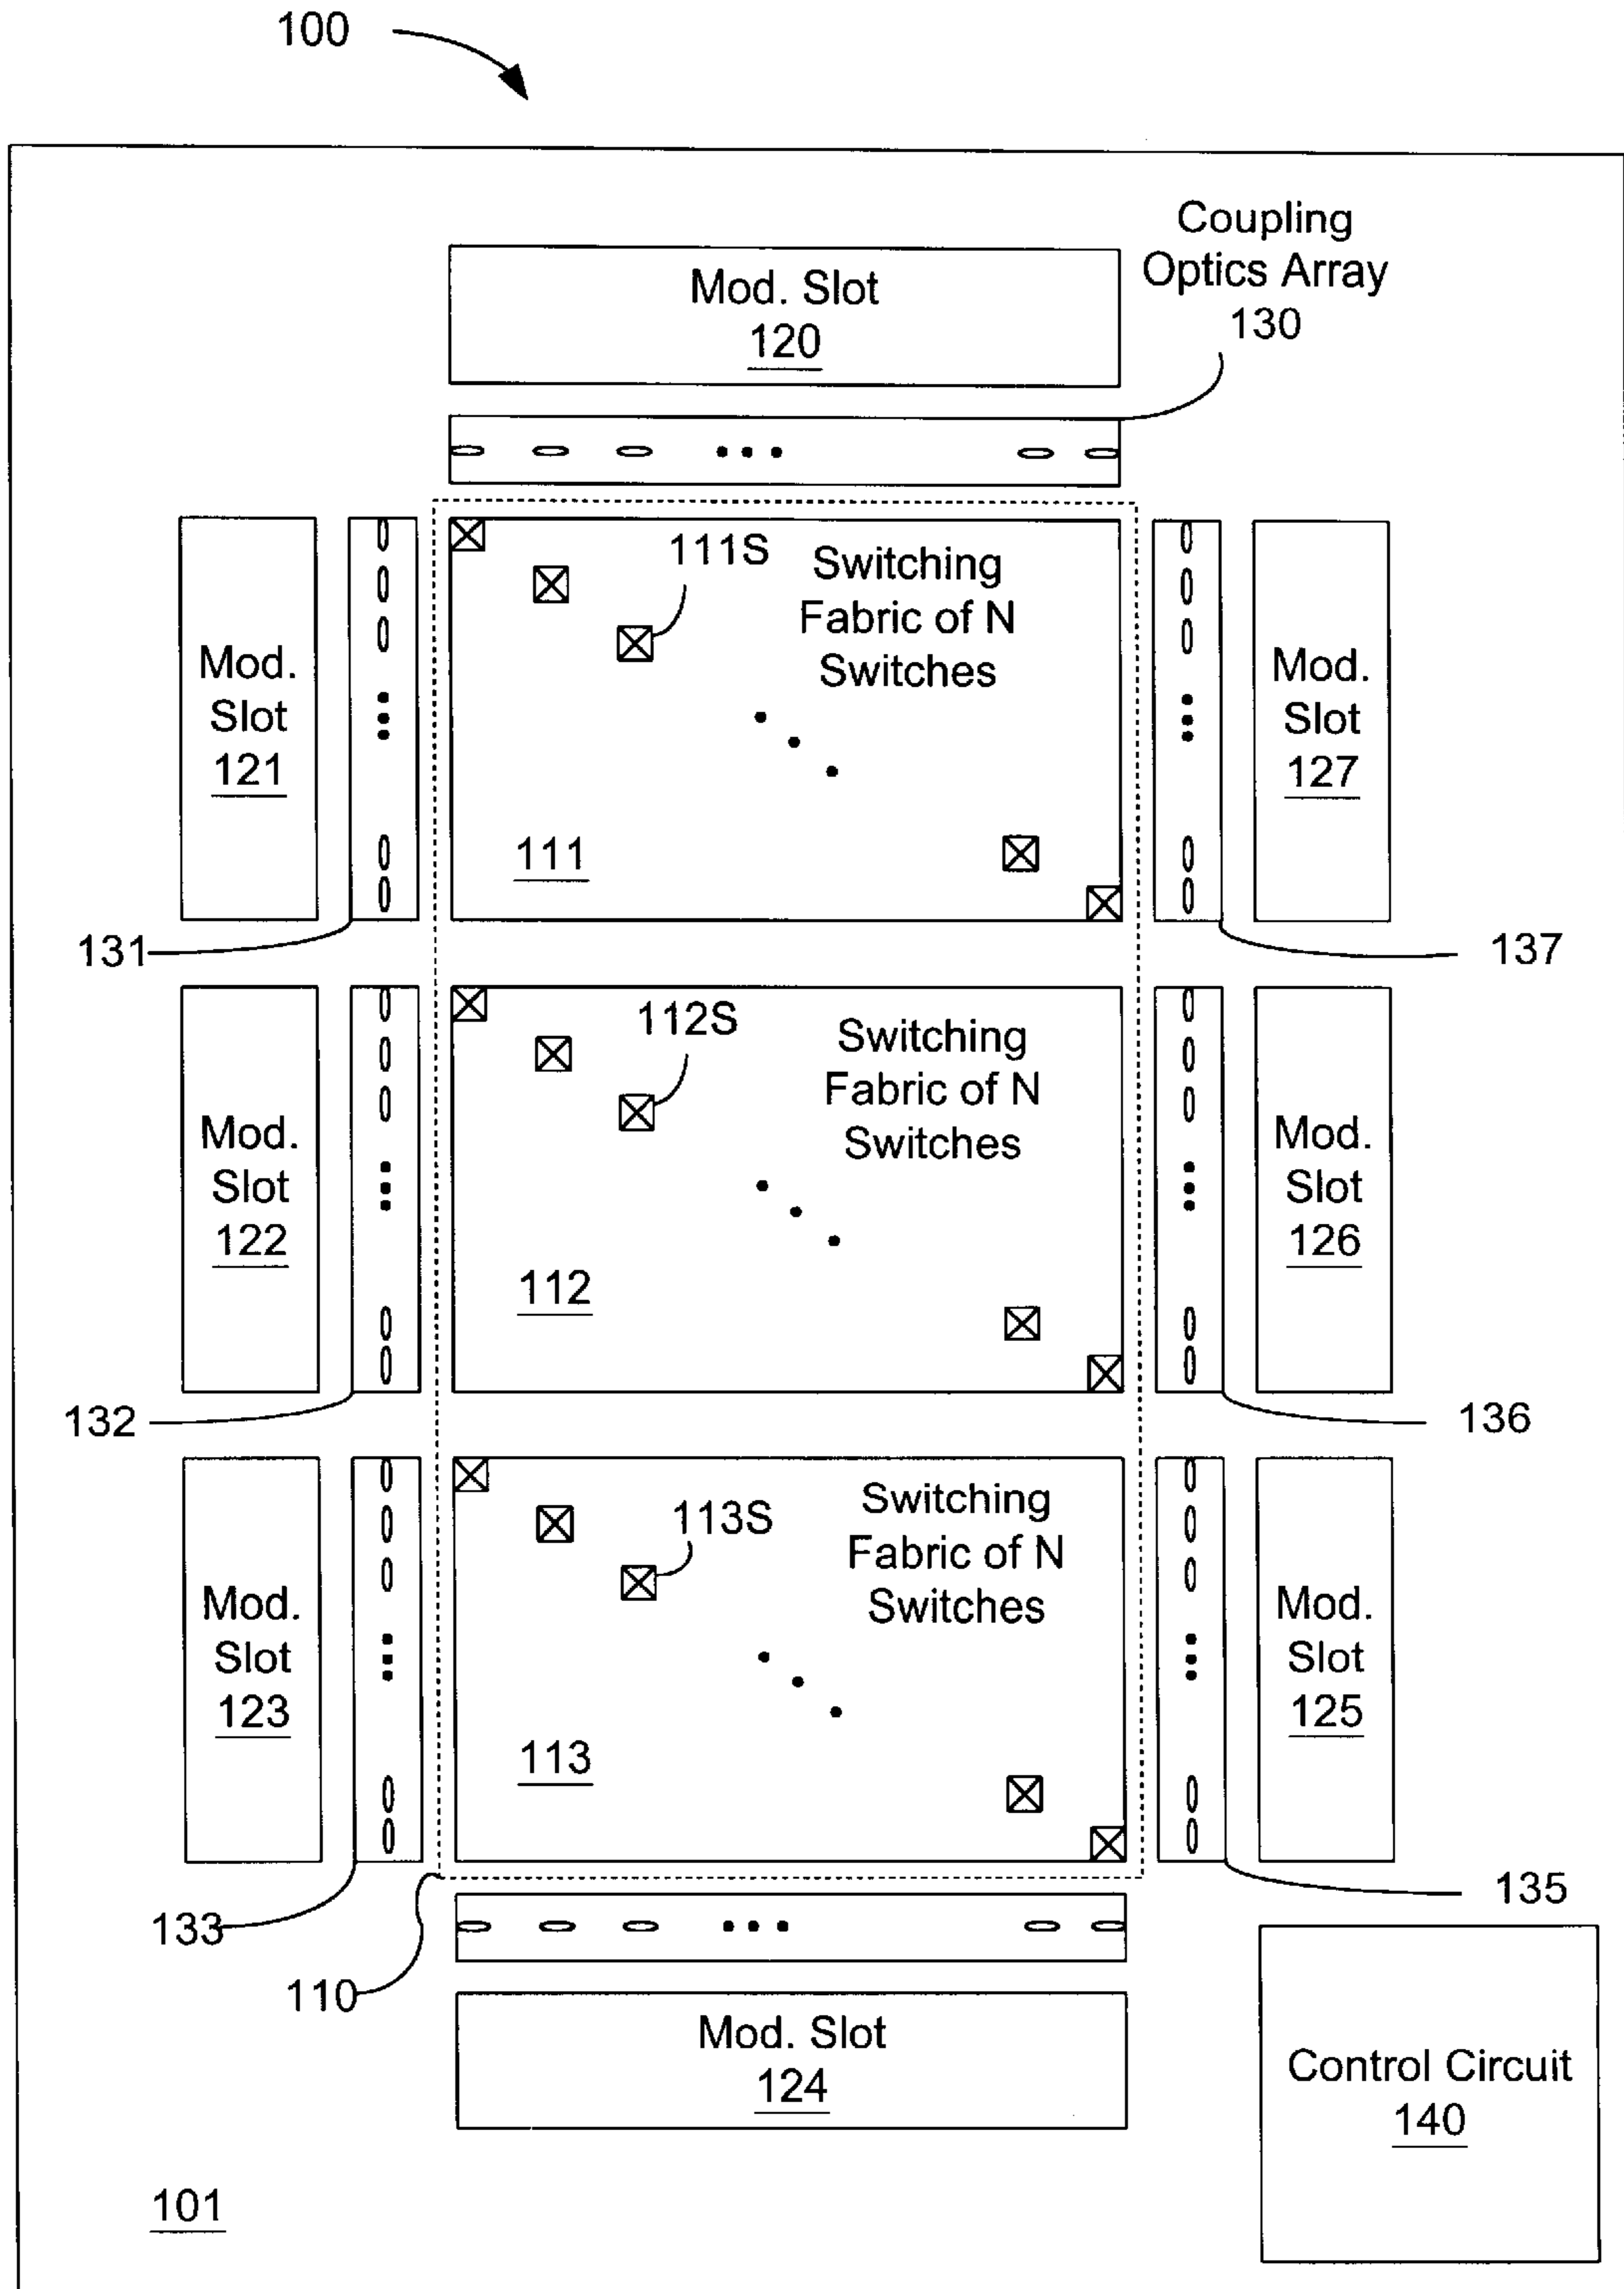 100
Coupling
Optics Array
130
Mod. Slot
120
111S
Switching
Fabric of N
Switches
Mod.
Slot
121
Mod.
Slot
127
111
131
137
112S
Switching
Fabric of N
Switches
Mod.
Slot
122
Mod.
Slot
126
112
132
136
113S
Switching
Fabric of N
Switches
Mod.
Slot
123
Mod.
Slot
125
113
133
135
110
Mod. Slot
124
Control Circuit
140
101